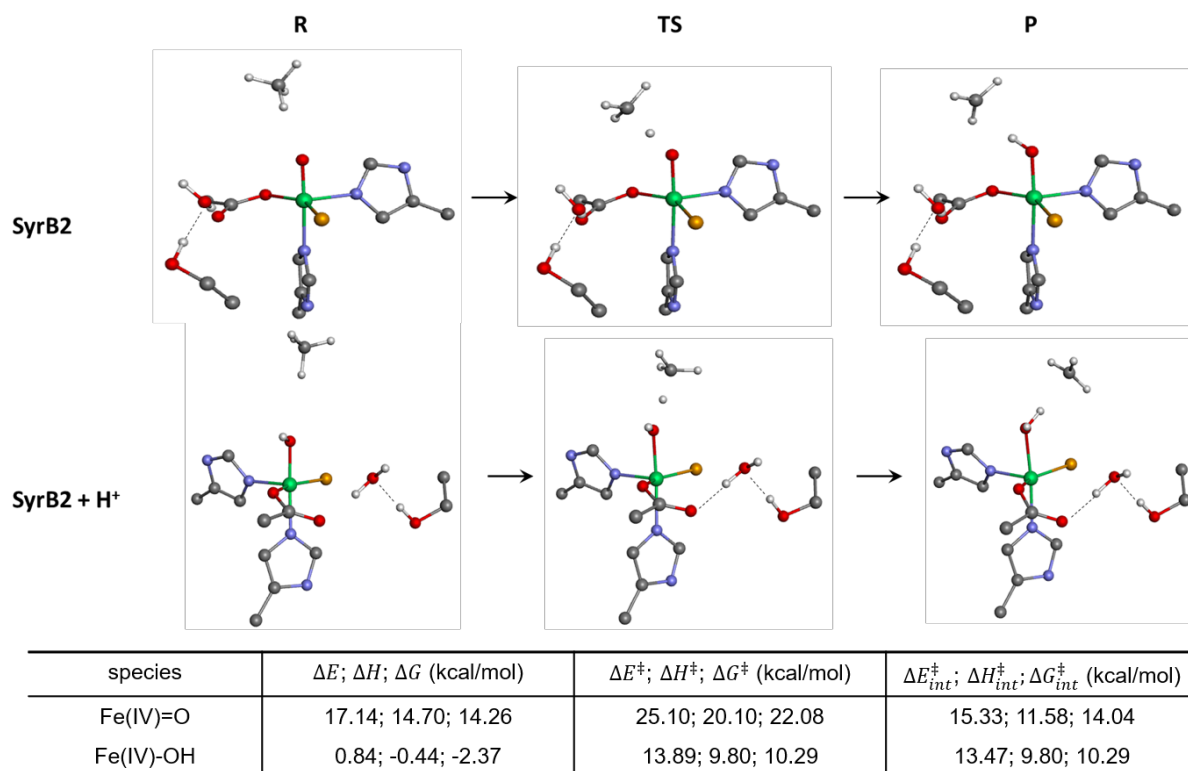 R TS P
SyrB2
SyrB2 + H⁺
species ΔE; ΔH; ΔG (kcal/mol) ΔE‡; ΔH‡; ΔG‡ (kcal/mol) ΔE‡int; ΔH‡int; ΔG‡int (kcal/mol)
Fe(IV)=O 17.14; 14.70; 14.26 25.10; 20.10; 22.08 15.33; 11.58; 14.04
Fe(IV)-OH 0.84; -0.44; -2.37 13.89; 9.80; 10.29 13.47; 9.80; 10.29